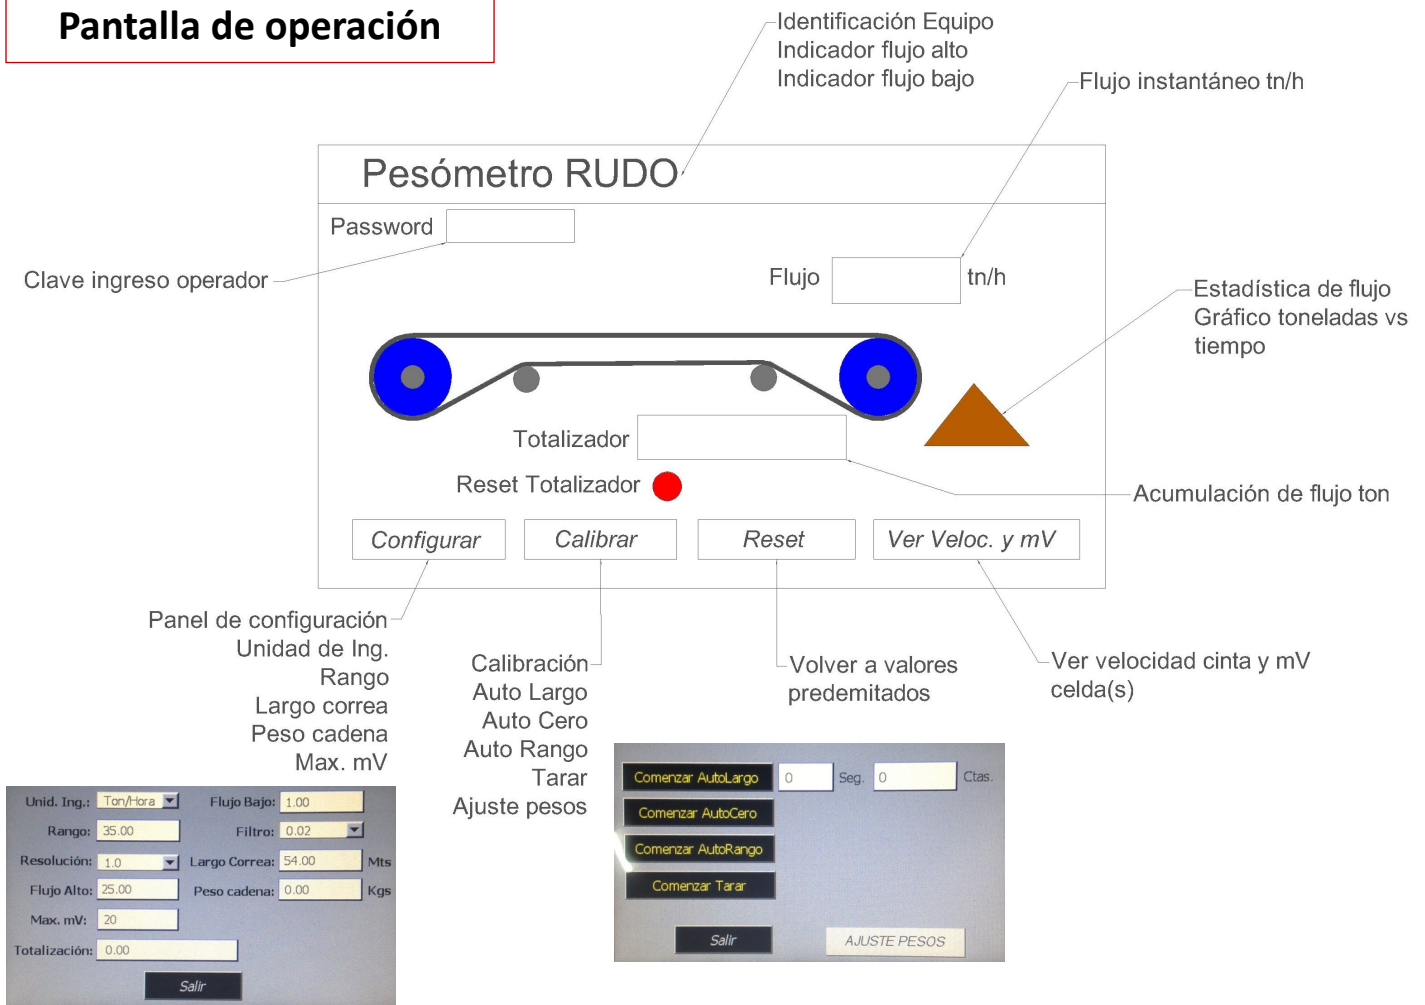 Pantalla de operación
Identificación Equipo
Indicador flujo alto
Indicador flujo bajo
Flujo instantáneo tn/h
Pesómetro RUDO
Password
Clave ingreso operador
Flujo
tn/h
Estadística de flujo
Gráfico toneladas vs
tiempo
Totalizador
Reset Totalizador
Acumulación de flujo ton
Configurar
Calibrar
Reset
Ver Veloc. y mV
Panel de configuración
Unidad de Ing.
Rango
Largo correa
Peso cadena
Max. mV
Calibración
Auto Largo
Auto Cero
Auto Rango
Tarar
Ajuste pesos
Volver a valores
predemitados
Ver velocidad cinta y mV
celda(s)
Unid. Ing.: Ton/Hora Flujo Bajo: 1.00
Rango: 35.00 Filtro: 0.02
Resolución: 1.0 Largo Correa: 54.00 Mts
Flujo Alto: 25.00 Peso cadena: 0.00 Kgs
Max. mV: 20
Totalización: 0.00
Salir
Comenzar AutoLargo 0 Seg. 0 Ctas.
Comenzar AutoCero
Comenzar AutoRango
Comenzar Tarar
Salir AJUSTE PESOS